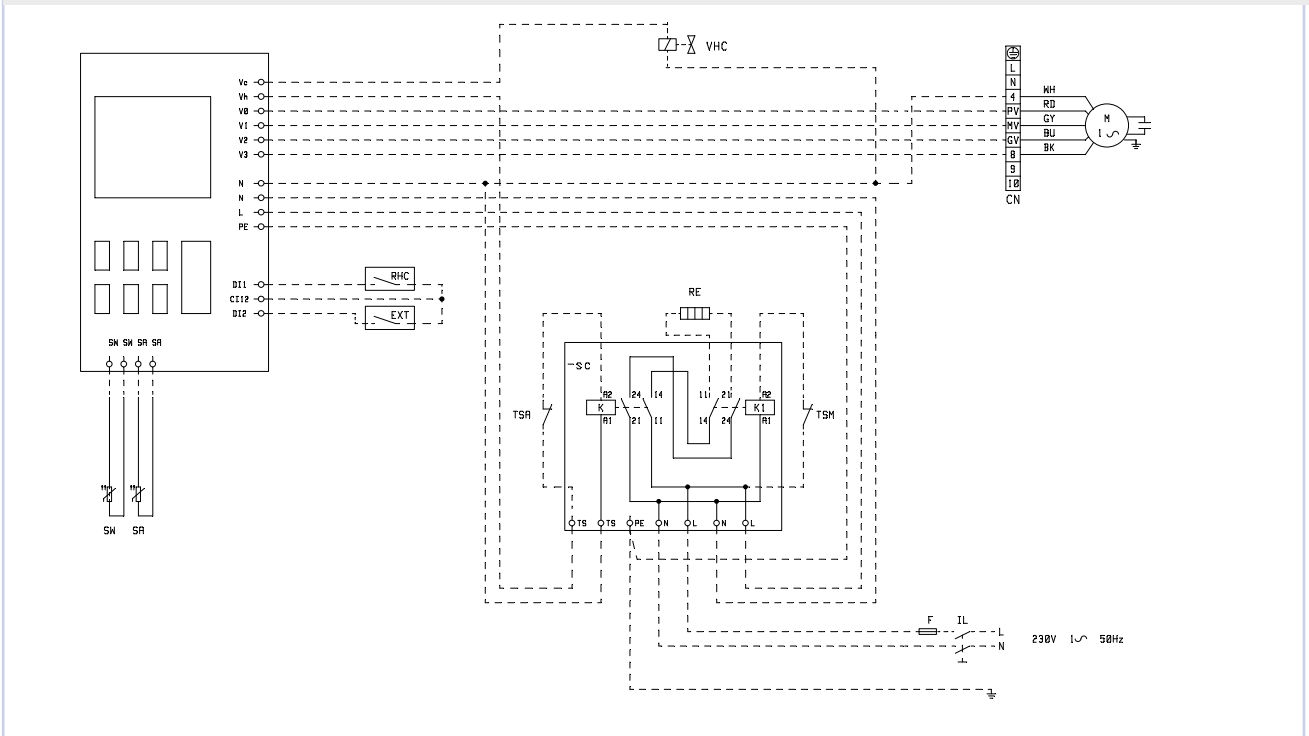 VHC
L
N
4
WH
PV
RD
MV
GY
GV
BU
8
BK
9
10
CN
M
1
Vc
Vh
V0
V1
V2
V3
N
N
L
PE
DI1
CI12
DI2
RHC
EXT
SW SW SA SA
SW SA
RE
SC
TSA
TSM
A2 24 14 11 21 A2
K K1
A1 21 11 14 24 A1
TS TS PE N L N L
F IL
L
N
230V 1 50Hz